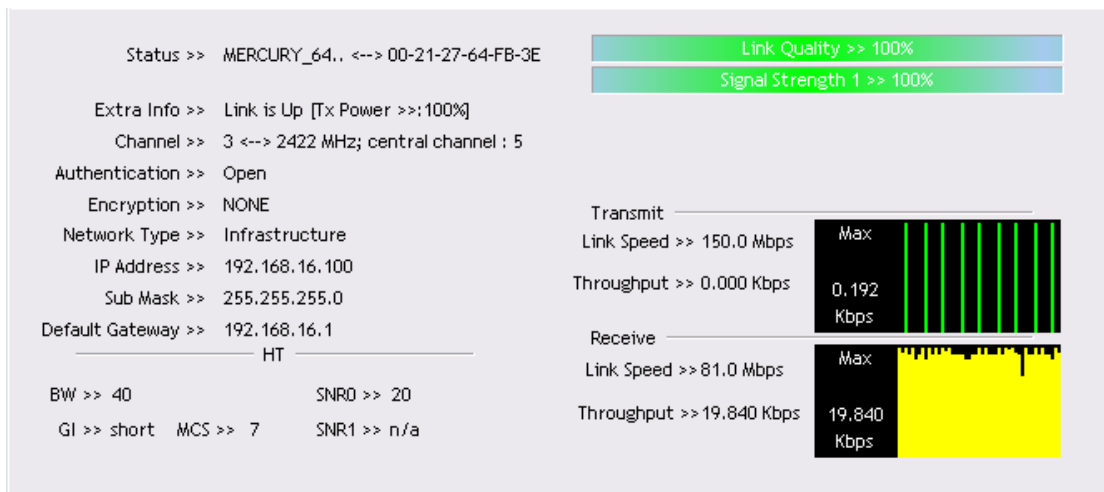 Status >> MERCURY_64.. <--> 00-21-27-64-FB-3E
Extra Info >> Link is Up [Tx Power >>:100%]
Channel >> 3 <--> 2422 MHz; central channel : 5
Authentication >> Open
Encryption >> NONE
Network Type >> Infrastructure
IP Address >> 192.168.16.100
Sub Mask >> 255.255.255.0
Default Gateway >> 192.168.16.1
HT
BW >> 40 SNR0 >> 20
GI >> short MCS >> 7 SNR1 >> n/a
Link Quality >> 100%
Signal Strength 1 >> 100%
Transmit
Link Speed >> 150.0 Mbps
Throughput >> 0.000 Kbps
Max
0.192
Kbps
Receive
Link Speed >> 81.0 Mbps
Throughput >> 19.840 Kbps
Max
19.840
Kbps